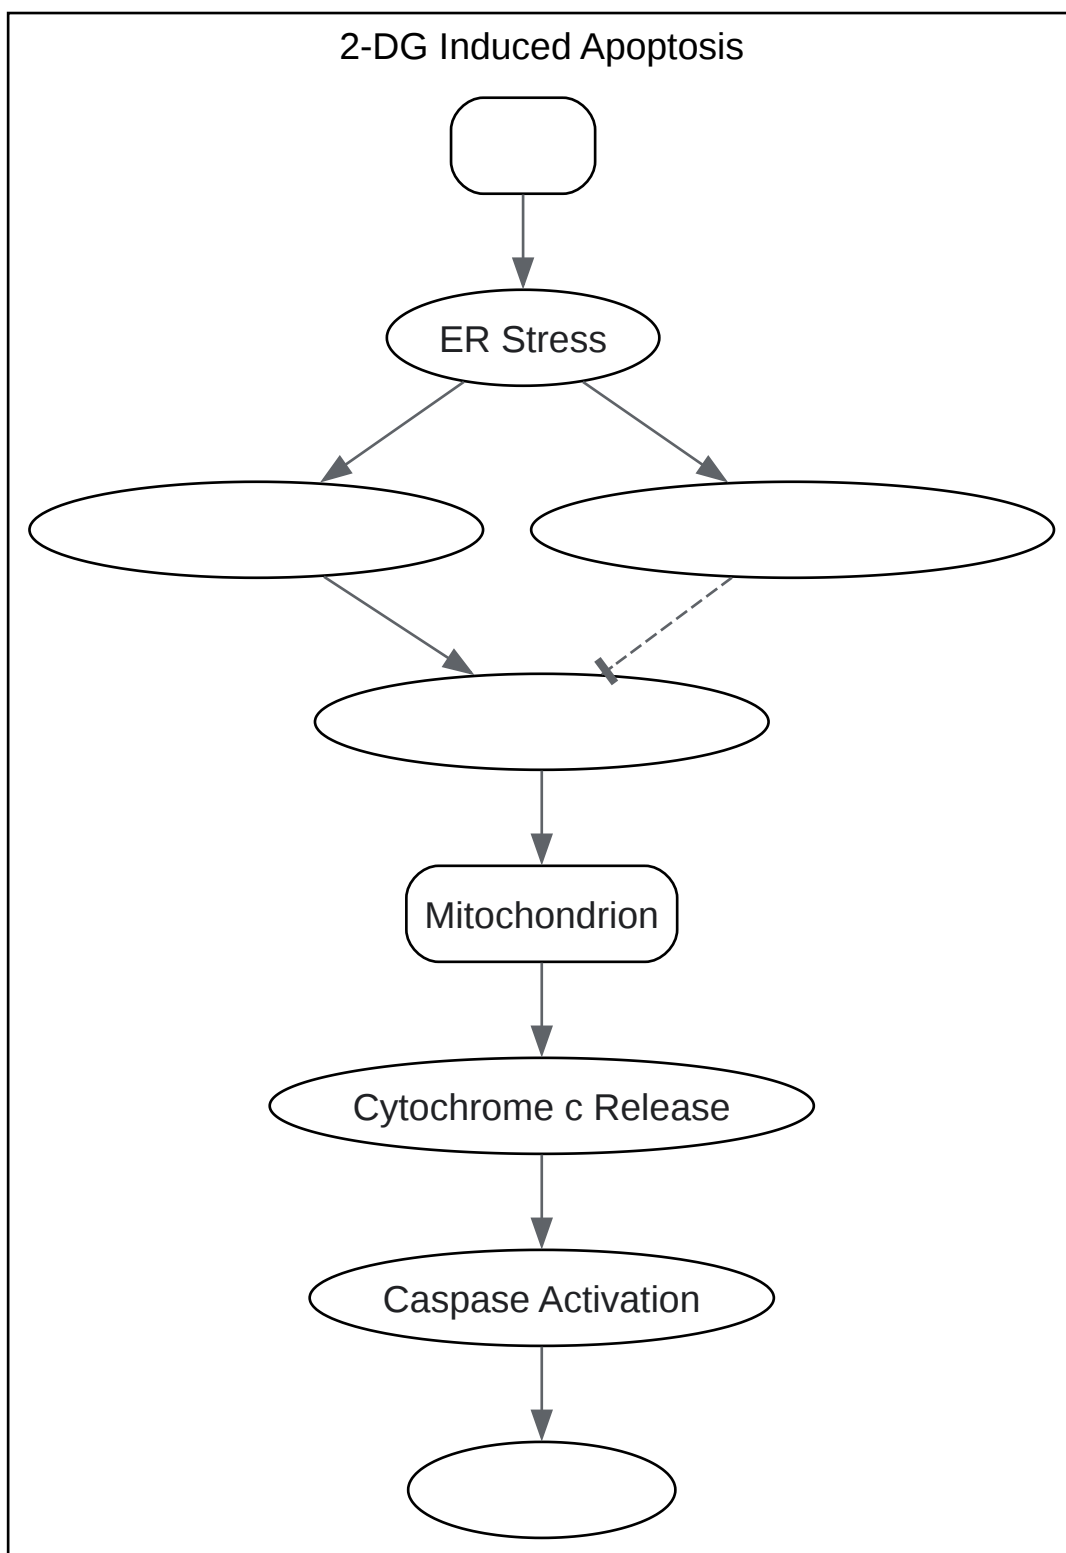 2-DG Induced Apoptosis
ER Stress
Mitochondrion
Cytochrome c Release
Caspase Activation